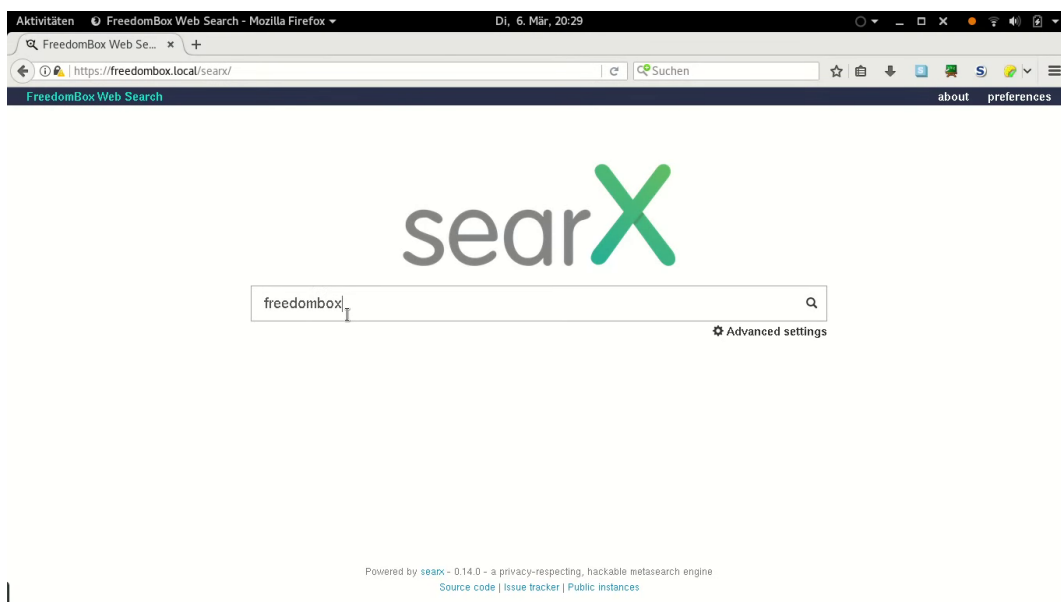 Aktivitäten FreedomBox Web Search - Mozilla Firefox Di, 6. Mär, 20:29
FreedomBox Web Se...
https://freedombox.local/searx/ Suchen
FreedomBox Web Search about preferences
searX
freedombox
Advanced settings
Powered by searx - 0.14.0 - a privacy-respecting, hackable metasearch engine
Source code | Issue tracker | Public instances